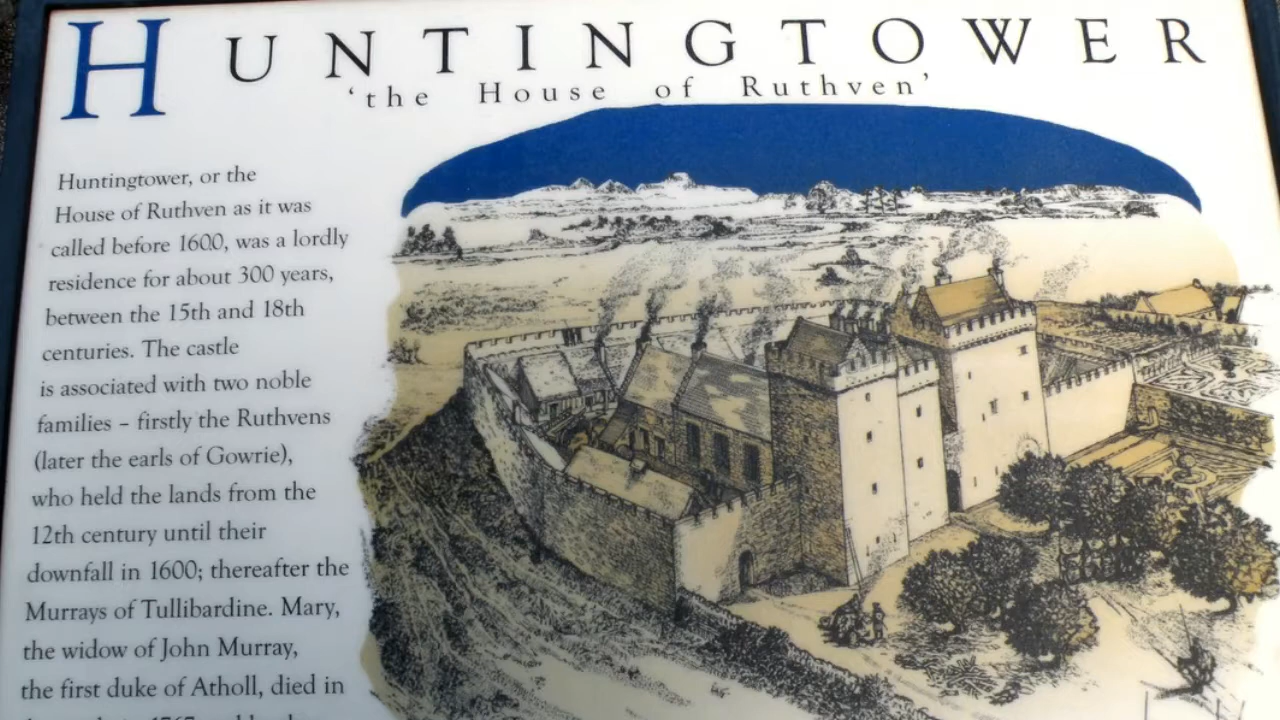 HUNTINGTOWER
‘the House of Ruthven’
Huntingtower, or the
House of Ruthven as it was
called before 1600, was a lordly
residence for about 300 years,
between the 15th and 18th
centuries. The castle
is associated with two noble
families – firstly the Ruthvens
(later the earls of Gowrie),
who held the lands from the
12th century until their
downfall in 1600; thereafter the
Murrays of Tullibardine. Mary,
the widow of John Murray,
the first duke of Atholl, died in